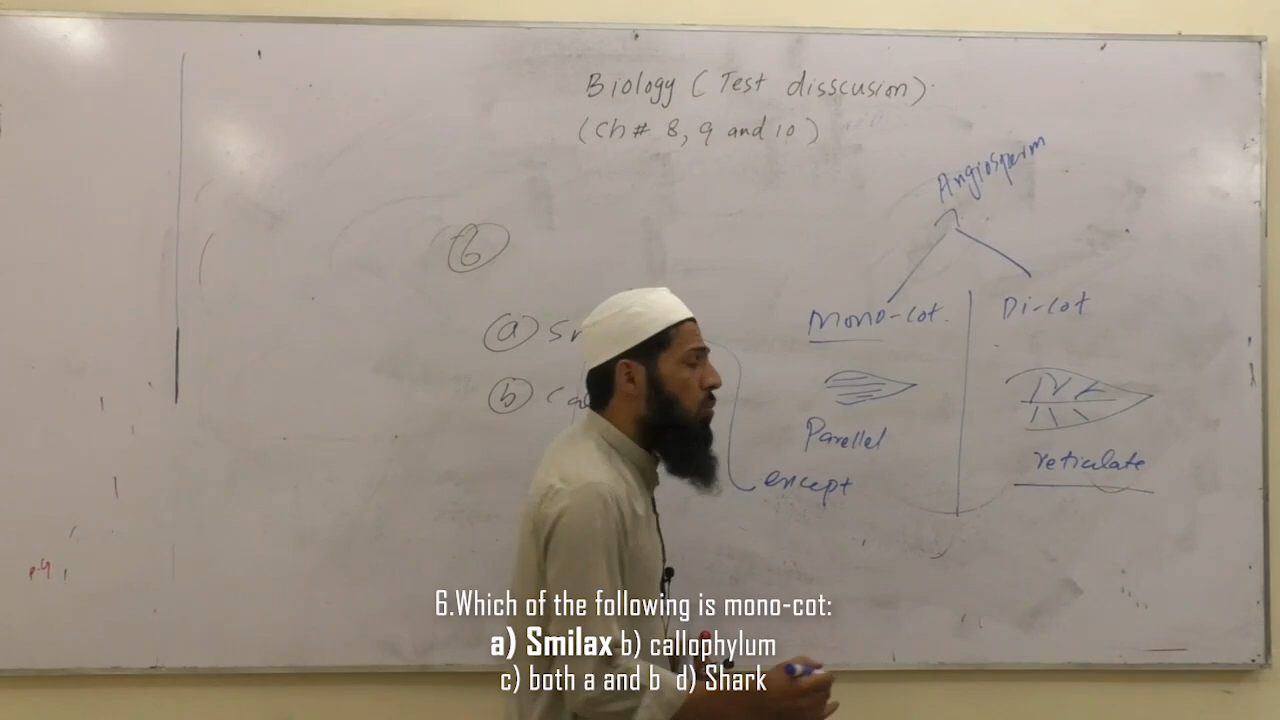 Biology (Test disscusion).
(Ch# 8, 9 and 10)
Angiosperm
6
Mono-cot. Di-cot
a
b
Parellel
reticulate
except
6.Which of the following is mono-cot:
a) Smilax b) callophylum
c) both a and b d) Shark